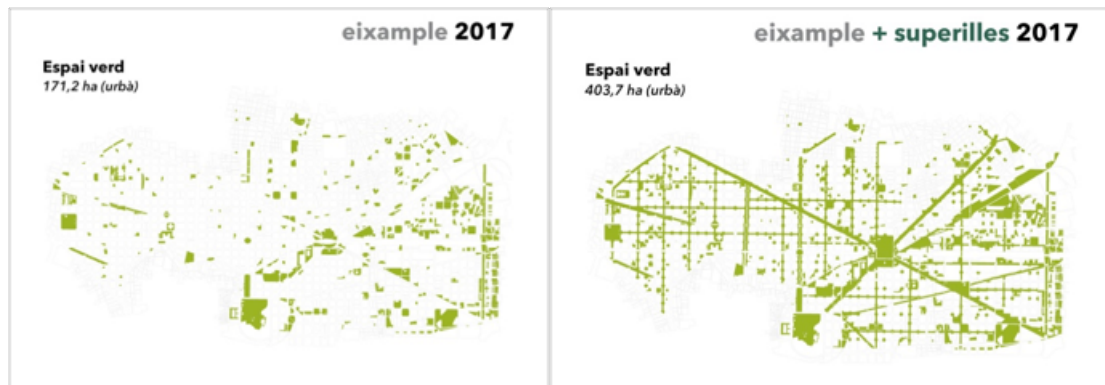 eixample 2017
Espai verd
171,2 ha (urbà)
eixample + superilles 2017
Espai verd
403,7 ha (urbà)